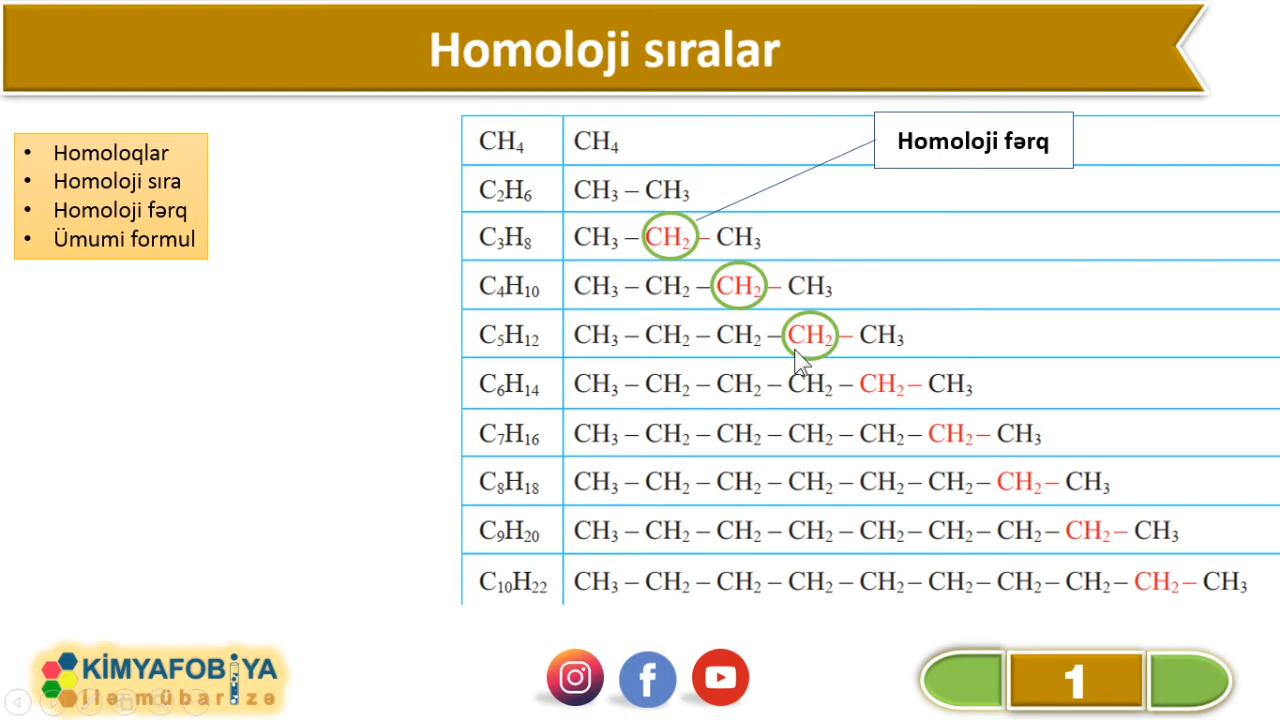 Homoloji sıralar
• Homoloqlar
• Homoloji sıra
• Homoloji fərq
• Ümumi formul
Homoloji fərq
CH₄ CH₄
C₂H₆ CH₃ – CH₃
C₃H₈ CH₃ – CH₂ – CH₃
C₄H₁₀ CH₃ – CH₂ – CH₂ – CH₃
C₅H₁₂ CH₃ – CH₂ – CH₂ – CH₂ – CH₃
C₆H₁₄ CH₃ – CH₂ – CH₂ – CH₂ – CH₂ – CH₃
C₇H₁₆ CH₃ – CH₂ – CH₂ – CH₂ – CH₂ – CH₂ – CH₃
C₈H₁₈ CH₃ – CH₂ – CH₂ – CH₂ – CH₂ – CH₂ – CH₂ – CH₃
C₉H₂₀ CH₃ – CH₂ – CH₂ – CH₂ – CH₂ – CH₂ – CH₂ – CH₂ – CH₃
C₁₀H₂₂ CH₃ – CH₂ – CH₂ – CH₂ – CH₂ – CH₂ – CH₂ – CH₂ – CH₂ – CH₃
KİMYAFOBİYA
ilə mübarizə
1